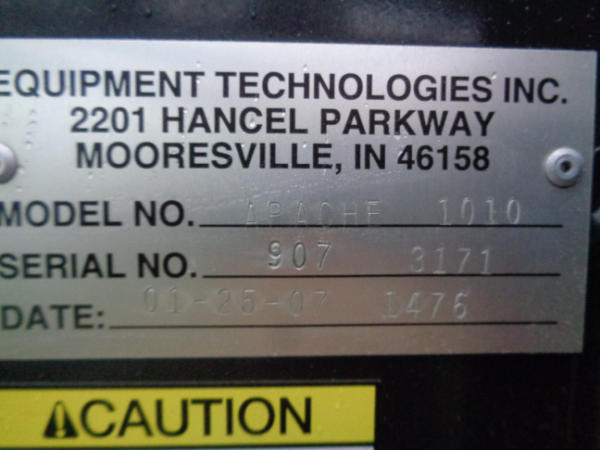 EQUIPMENT TECHNOLOGIES INC.
2201 HANCEL PARKWAY
MOORESVILLE, IN 46158
MODEL NO. APACHE 1010
SERIAL NO. 907 3171
DATE: 01-25-07 1476
CAUTION